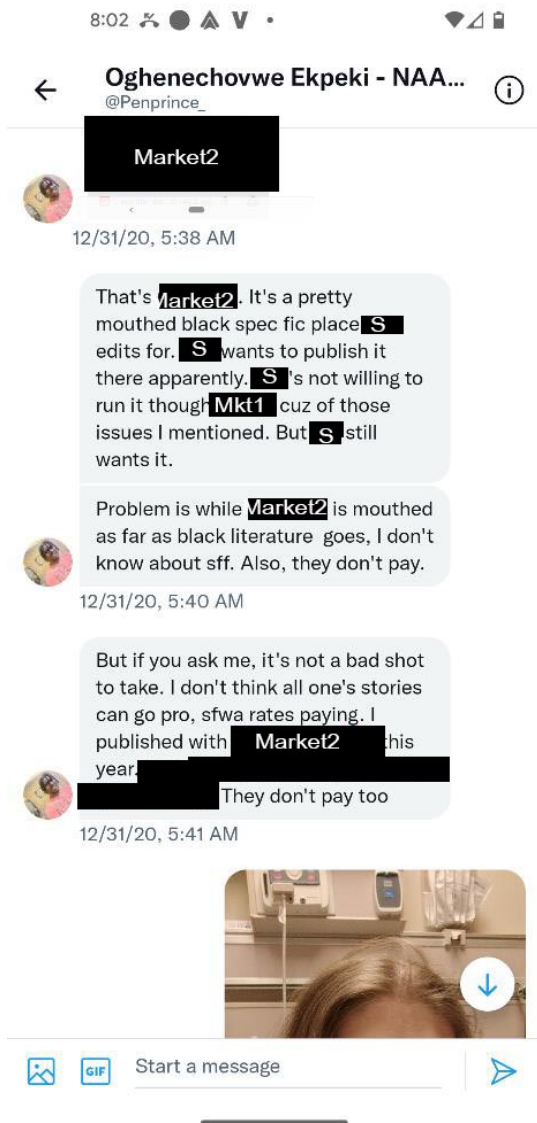 8:02
Oghenechovwe Ekpeki - NAA...
@Penprince_
Market2
12/31/20, 5:38 AM
That's Market2. It's a pretty
mouthed black spec fic place S
edits for. S wants to publish it
there apparently. S's not willing to
run it though Mkt1 cuz of those
issues I mentioned. But S still
wants it.
Problem is while Market2 is mouthed
as far as black literature goes, I don't
know about sff. Also, they don't pay.
12/31/20, 5:40 AM
But if you ask me, it's not a bad shot
to take. I don't think all one's stories
can go pro, sfwa rates paying. I
published with Market2 this
year.
They don't pay too
12/31/20, 5:41 AM
GIF
Start a message